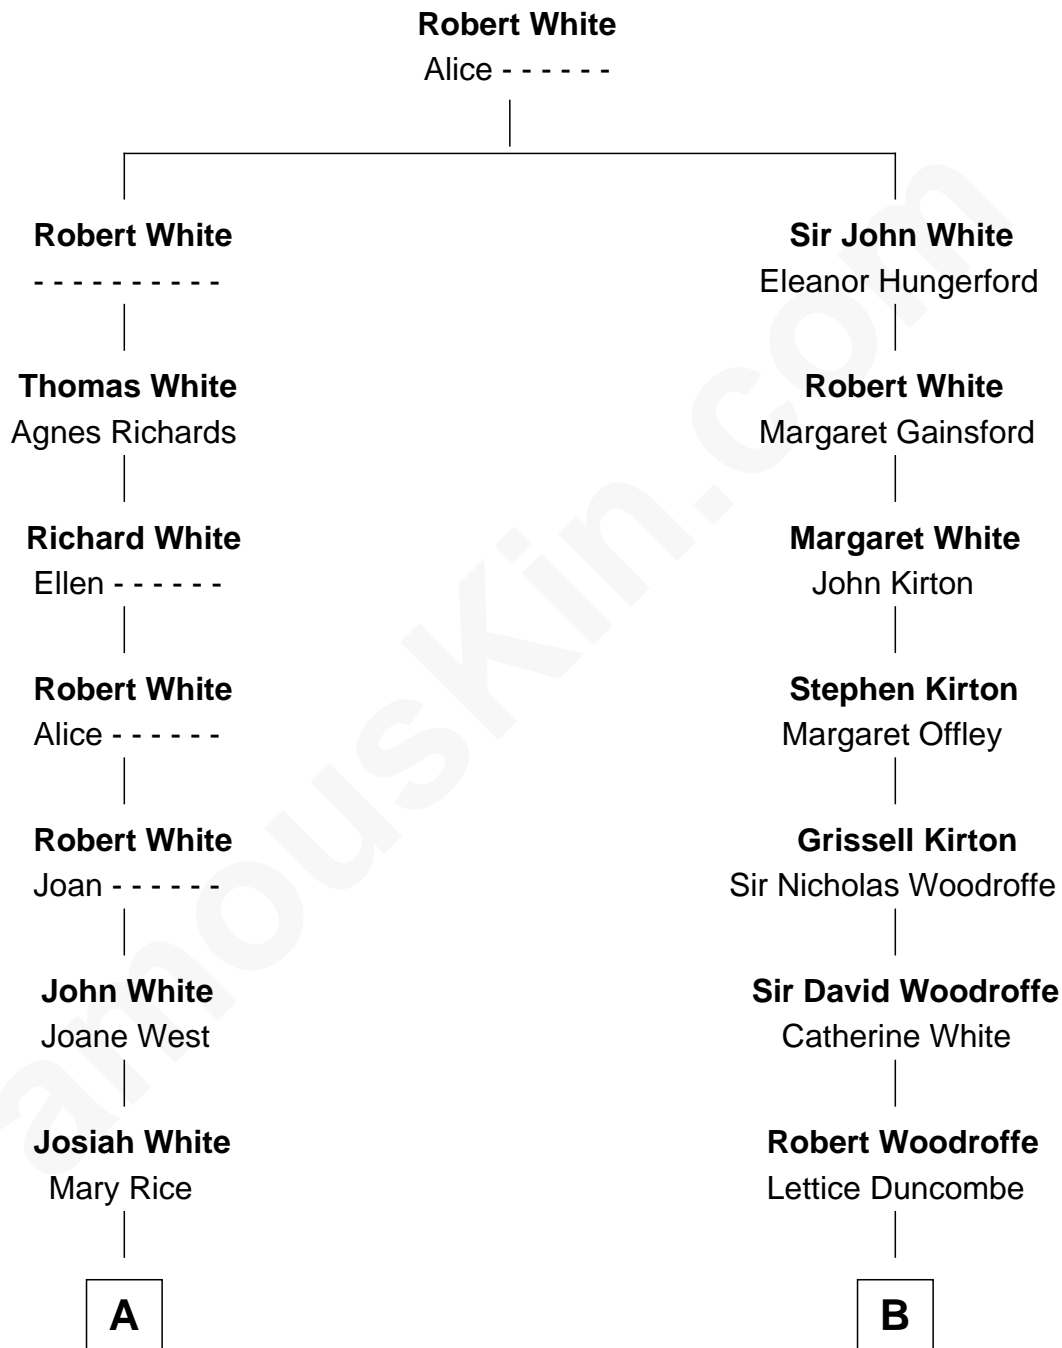 Robert White
Alice - - - - - -
Robert White
- - - - - - - - - -
Thomas White
Agnes Richards
Richard White
Ellen - - - - - -
Robert White
Alice - - - - - -
Robert White
Joan - - - - - -
John White
Joane West
Josiah White
Mary Rice
A
Sir John White
Eleanor Hungerford
Robert White
Margaret Gainsford
Margaret White
John Kirton
Stephen Kirton
Margaret Offley
Grissell Kirton
Sir Nicholas Woodroffe
Sir David Woodroffe
Catherine White
Robert Woodroffe
Lettice Duncombe
B
amouskin.com